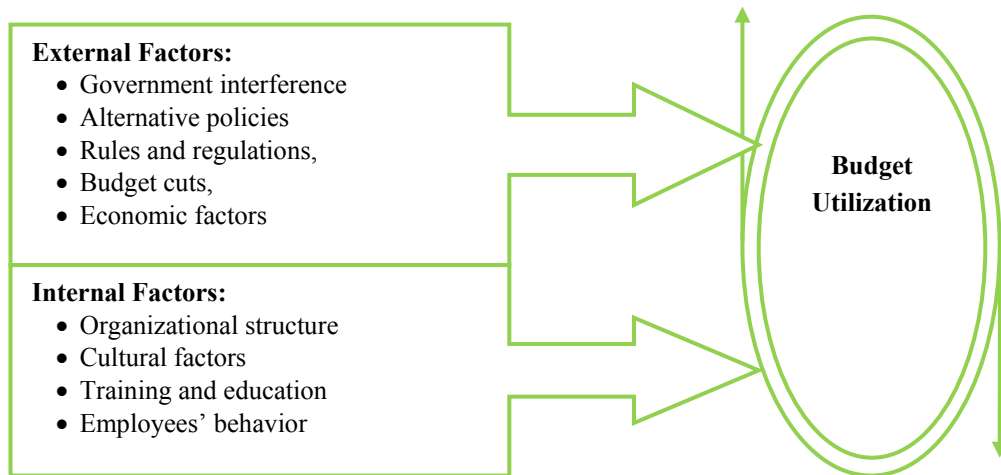 External Factors:
• Government interference
• Alternative policies
• Rules and regulations,
• Budget cuts,
• Economic factors
Internal Factors:
• Organizational structure
• Cultural factors
• Training and education
• Employees’ behavior
Budget
Utilization